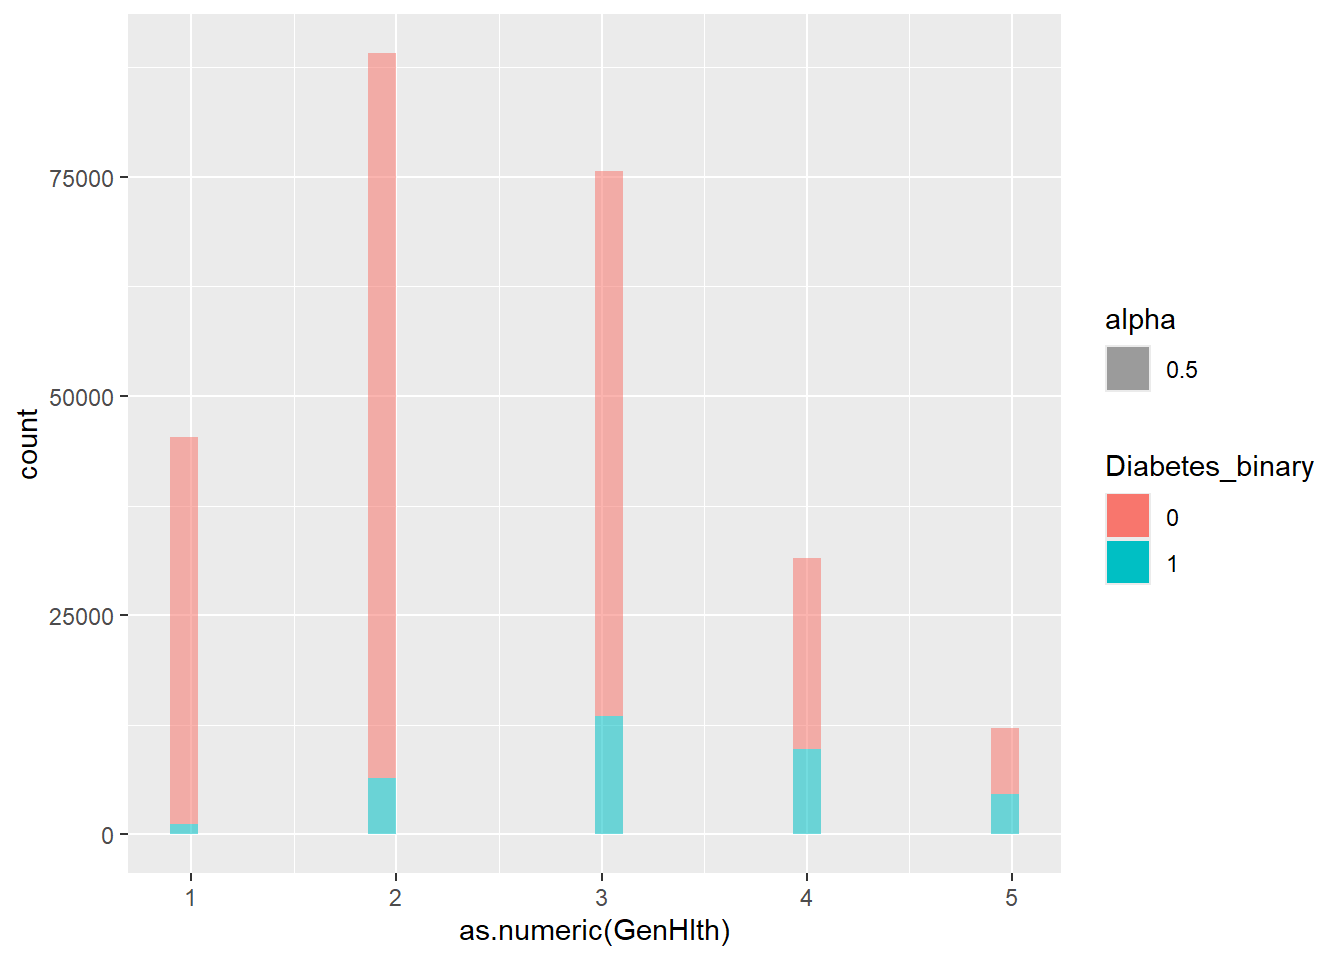 75000
50000
25000
0
count
1 2 3 4 5
as.numeric(GenHlth)
alpha
0.5
Diabetes_binary
0
1